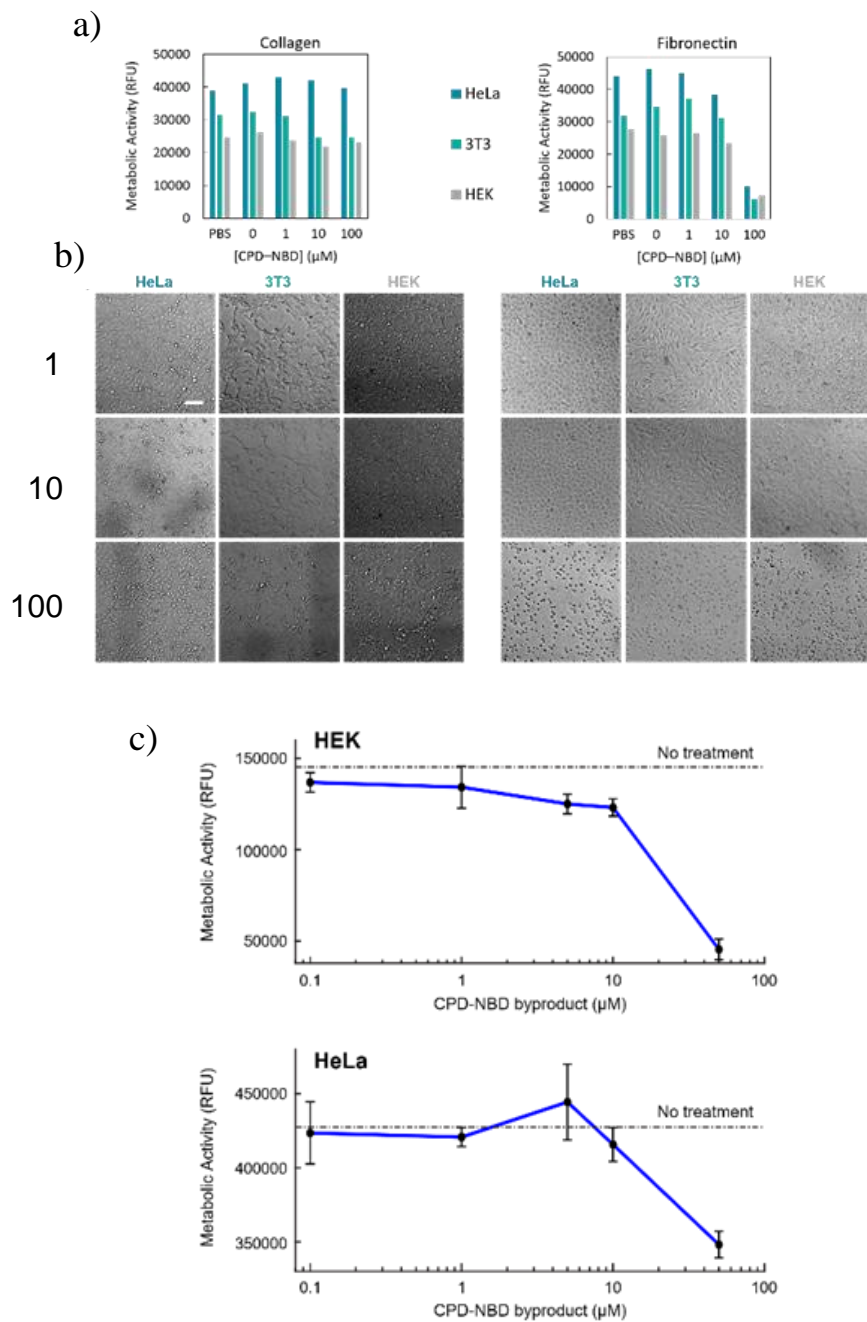 a)
Collagen
Metabolic Activity (RFU)
50000
40000
30000
20000
10000
0
PBS 0 1 10 100
[CPD–NBD] (µM)
HeLa
3T3
HEK
Fibronectin
Metabolic Activity (RFU)
50000
40000
30000
20000
10000
0
PBS 0 1 10 100
[CPD–NBD] (µM)
b)
HeLa 3T3 HEK
HeLa 3T3 HEK
1
10
100
c)
HEK
No treatment
Metabolic Activity (RFU)
150000
100000
50000
0.1 1 10 100
CPD-NBD byproduct (µM)
HeLa
No treatment
Metabolic Activity (RFU)
450000
400000
350000
0.1 1 10 100
CPD-NBD byproduct (µM)